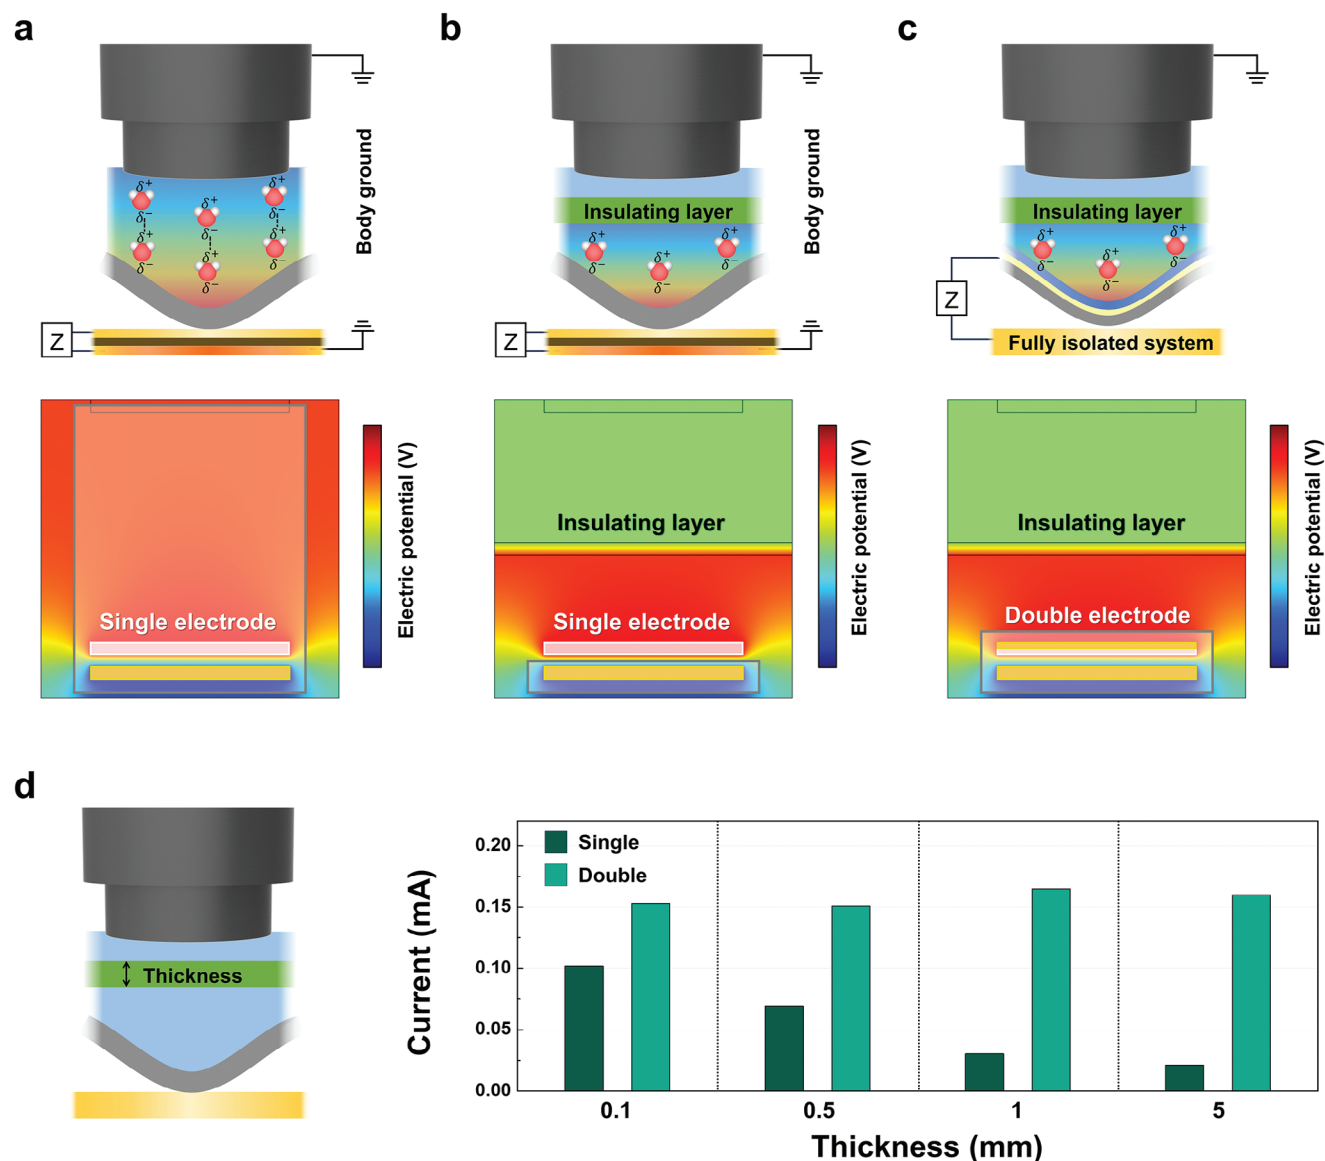 a
b
c
Body ground
Body ground
Insulating layer
Insulating layer
δ+
δ+
δ+
δ−
δ−
δ−
δ+
δ+
δ+
δ−
δ−
δ−
δ+
δ+
δ+
δ−
δ−
δ−
δ+
δ+
δ+
δ−
δ−
δ−
Z
Z
Z
Fully isolated system
Single electrode
Electric potential (V)
Insulating layer
Single electrode
Electric potential (V)
Insulating layer
Double electrode
Electric potential (V)
d
Thickness
Current (mA)
0.20
0.15
0.10
0.05
0.00
Single
Double
0.1
0.5
1
5
Thickness (mm)